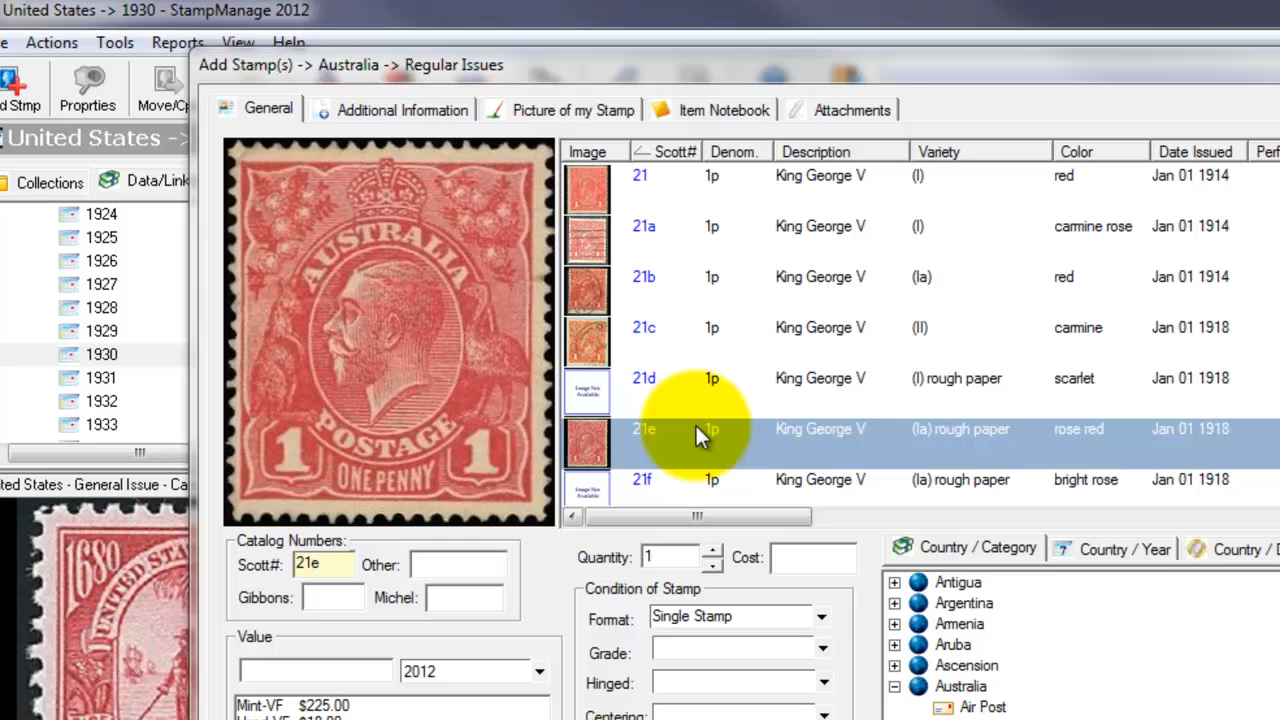 United States -> 1930 - StampManage 2012
e Actions Tools Reports View Help
Add Stamp(s) -> Australia -> Regular Issues
d Stmp Proprties Move/Cp
General Additional Information Picture of my Stamp Item Notebook Attachments
United States ->
Collections Data/Link
1924
1925
1926
1927
1928
1929
1930
1931
1932
1933
ted States - General Issue - Ca
1680
UNITED STA
AUSTRALIA
POSTAGE
1 ONE PENNY 1
Image Scott# Denom. Description Variety Color Date Issued Perf
21 1p King George V (I) red Jan 01 1914
21a 1p King George V (I) carmine rose Jan 01 1914
21b 1p King George V (Ia) red Jan 01 1914
21c 1p King George V (II) carmine Jan 01 1918
Image Not Available 21d 1p King George V (I) rough paper scarlet Jan 01 1918
21e 1p King George V (Ia) rough paper rose red Jan 01 1918
Image Not Available 21f 1p King George V (Ia) rough paper bright rose Jan 01 1918
Catalog Numbers:
Scott#: 21e Other:
Gibbons: Michel:
Value
2012
Mint-VF $225.00
Quantity: 1 Cost:
Condition of Stamp
Format: Single Stamp
Grade:
Hinged:
Centering:
Country / Category Country / Year Country / D
Antigua
Argentina
Armenia
Aruba
Ascension
Australia
Air Post